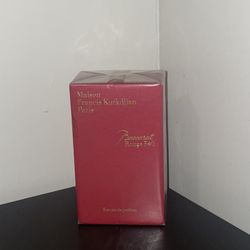 Maison
Francis Kurkdjian
Paris
Baccarat
Rouge 540
Extrait de parfum